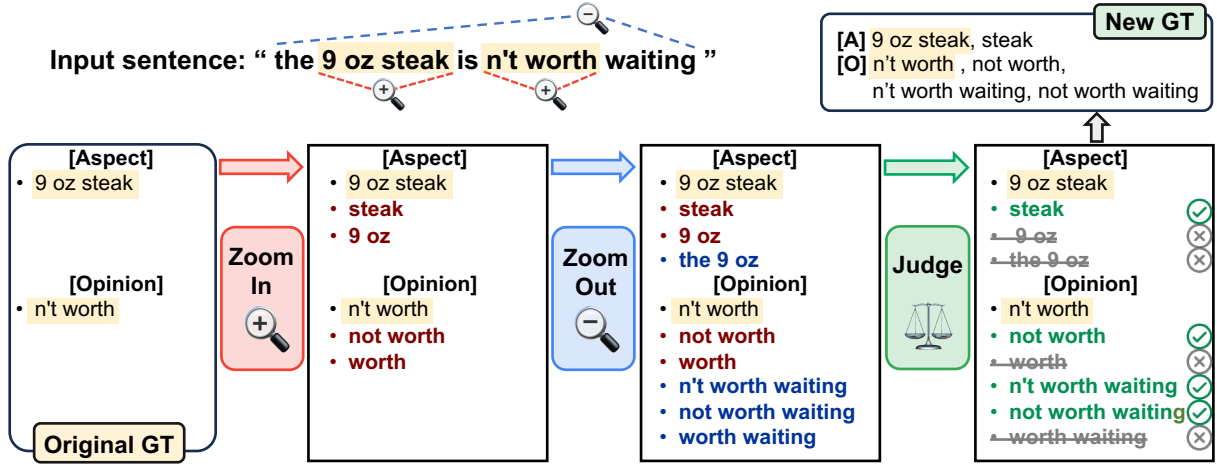 Input sentence: “ the 9 oz steak is n't worth waiting ”
New GT
[A] 9 oz steak, steak
[O] n't worth , not worth,
n't worth waiting, not worth waiting
[Aspect]
• 9 oz steak
[Opinion]
• n't worth
Original GT
Zoom
In
[Aspect]
• 9 oz steak
• steak
• 9 oz
[Opinion]
• n't worth
• not worth
• worth
Zoom
Out
[Aspect]
• 9 oz steak
• steak
• 9 oz
• the 9 oz
[Opinion]
• n't worth
• not worth
• worth
• n't worth waiting
• not worth waiting
• worth waiting
Judge
[Aspect]
• 9 oz steak
• steak
• 9 oz
• the 9 oz
[Opinion]
• n't worth
• not worth
• worth
• n't worth waiting
• not worth waiting
• worth waiting